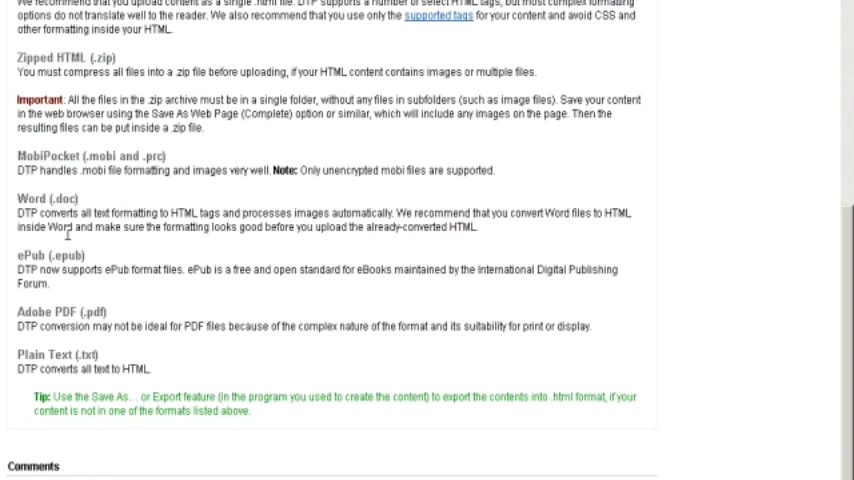 We recommend that you upload content as a single .html file. DTP supports a number of select HTML tags, but most complex formatting
options do not translate well to the reader. We also recommend that you use only the supported tags for your content and avoid CSS and
other formatting inside your HTML.
Zipped HTML (.zip)
You must compress all files into a .zip file before uploading, if your HTML content contains images or multiple files.
Important: All the files in the .zip archive must be in a single folder, without any files in subfolders (such as image files). Save your content
in the web browser using the Save As Web Page (Complete) option or similar, which will include any images on the page. Then the
resulting files can be put inside a .zip file.
MobiPocket (.mobi and .prc)
DTP handles .mobi file formatting and images very well. Note: Only unencrypted mobi files are supported.
Word (.doc)
DTP converts all text formatting to HTML tags and processes images automatically. We recommend that you convert Word files to HTML
inside Word and make sure the formatting looks good before you upload the already-converted HTML.
ePub (.epub)
DTP now supports ePub format files. ePub is a free and open standard for eBooks maintained by the International Digital Publishing
Forum.
Adobe PDF (.pdf)
DTP conversion may not be ideal for PDF files because of the complex nature of the format and its suitability for print or display.
Plain Text (.txt)
DTP converts all text to HTML.
Tip: Use the Save As... or Export feature (in the program you used to create the content) to export the contents into .html format, if your
content is not in one of the formats listed above.
Comments